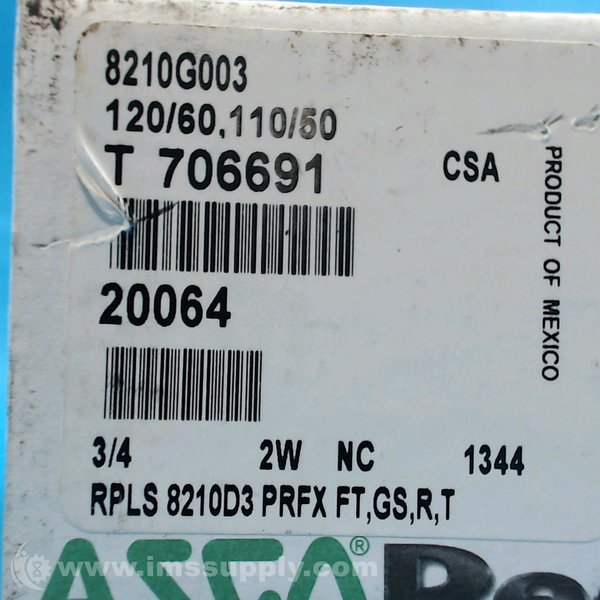 8210G003
120/60,110/50
T 706691
CSA
PRODUCT OF MEXICO
20064
3/4 2W NC 1344
RPLS 8210D3 PRFX FT,GS,R,T
ASCA®
www.imssupply.com